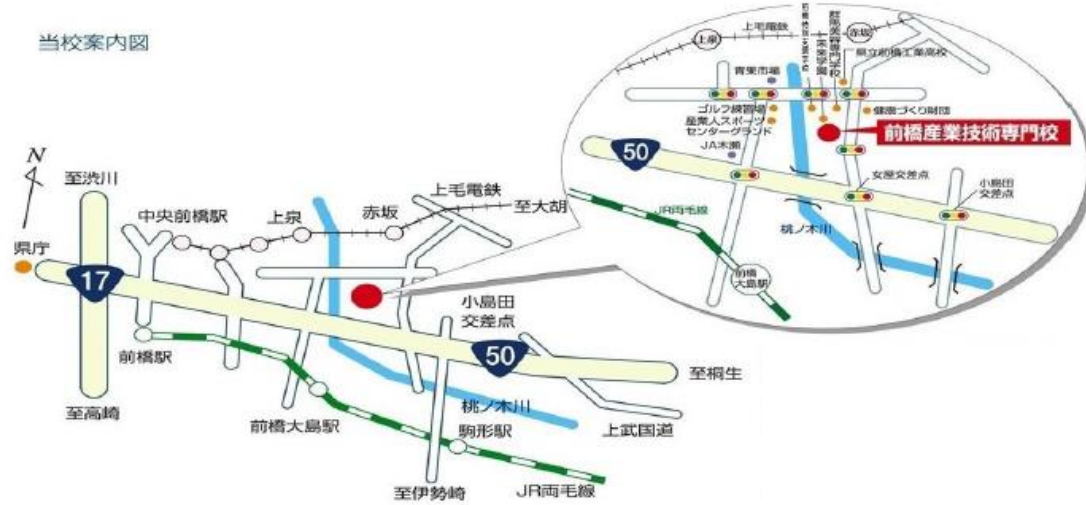 当校案内図
N
至渋川
県庁
17
中央前橋駅
上泉
赤坂
上毛電鉄
至大胡
小島田
交差点
50
前橋駅
至高崎
前橋大島駅
桃ノ木川
駒形駅
至桐生
上武国道
至伊勢崎
JR両毛線
上毛電鉄
上泉
赤坂
群馬美容専門学校
県立前橋工業高校
青果市場
ゴルフ練習場
産業人スポーツ
センターグランド
JA木瀬
健康づくり財団
前橋産業技術専門校
50
女屋交差点
小島田
交差点
JR両毛線
桃ノ木川
前橋
大島駅